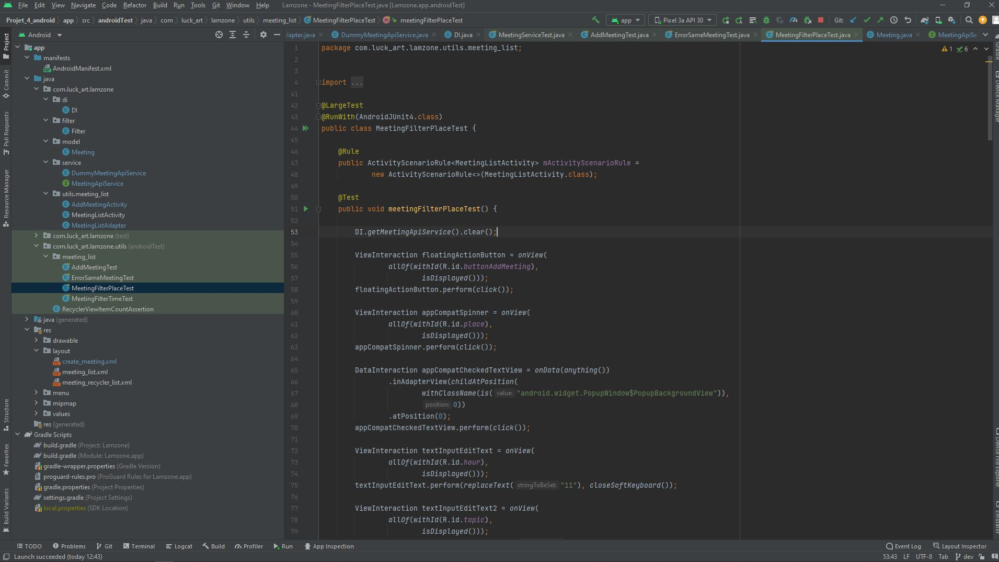 File Edit View Navigate Code Refactor Build Run Tools Git Window Help Lamzone - MeetingFilterPlaceTest.java [Lamzone.app.androidTest]
Projet_4_android app src androidTest java com luck_art lamzone utils meeting_list MeetingFilterPlaceTest meetingFilterPlaceTest app Pixel 3a API 30 Git:
Android
dapter.java DummyMeetingApiService.java DI.java MeetingServiceTest.java AddMeetingTest.java ErrorSameMeetingTest.java MeetingFilterPlaceTest.java Meeting.java MeetingApiSe
Project
Commit
Pull Requests
Resource Manager
Structure
Favorites
Build Variants
app
manifests
AndroidManifest.xml
java
com.luck_art.lamzone
di
DI
filter
Filter
model
Meeting
service
DummyMeetingApiService
MeetingApiService
utils.meeting_list
AddMeetingActivity
MeetingListActivity
MeetingListAdapter
com.luck_art.lamzone (test)
com.luck_art.lamzone.utils (androidTest)
meeting_list
AddMeetingTest
ErrorSameMeetingTest
MeetingFilterPlaceTest
MeetingFilterTimeTest
RecyclerViewItemCountAssertion
java (generated)
res
drawable
layout
create_meeting.xml
meeting_list.xml
meeting_recycler_list.xml
menu
mipmap
values
res (generated)
Gradle Scripts
build.gradle (Project: Lamzone)
build.gradle (Module: Lamzone.app)
gradle-wrapper.properties (Gradle Version)
proguard-rules.pro (ProGuard Rules for Lamzone.app)
gradle.properties (Project Properties)
settings.gradle (Project Settings)
local.properties (SDK Location)
1 package com.luck_art.lamzone.utils.meeting_list;
2
3
4 import ...
41
42 @LargeTest
43 @RunWith(AndroidJUnit4.class)
44 public class MeetingFilterPlaceTest {
45
46 @Rule
47 public ActivityScenarioRule<MeetingListActivity> mActivityScenarioRule =
48 new ActivityScenarioRule<>(MeetingListActivity.class);
49
50 @Test
51 public void meetingFilterPlaceTest() {
52
53 DI.getMeetingApiService().clear();
54
55 ViewInteraction floatingActionButton = onView(
56 allOf(withId(R.id.buttonAddMeeting),
57 isDisplayed()));
58 floatingActionButton.perform(click());
59
60 ViewInteraction appCompatSpinner = onView(
61 allOf(withId(R.id.place),
62 isDisplayed()));
63 appCompatSpinner.perform(click());
64
65 DataInteraction appCompatCheckedTextView = onData(anything())
66 .inAdapterView(childAtPosition(
67 withClassName(is( value: "android.widget.PopupWindow$PopupBackgroundView")),
68 position: 0))
69 .atPosition(0);
70 appCompatCheckedTextView.perform(click());
71
72 ViewInteraction textInputEditText = onView(
73 allOf(withId(R.id.hour),
74 isDisplayed()));
75 textInputEditText.perform(replaceText( stringToBeSet: "11"), closeSoftKeyboard());
76
77 ViewInteraction textInputEditText2 = onView(
78 allOf(withId(R.id.topic),
79 isDisplayed()));
1 6
Gradle
Device Manager
Device File Explorer
Emulator
TODO Problems Git Terminal Logcat Build Profiler Run App Inspection Event Log Layout Inspector
Launch succeeded (today 12:43) 53:43 LF UTF-8 Tab dev